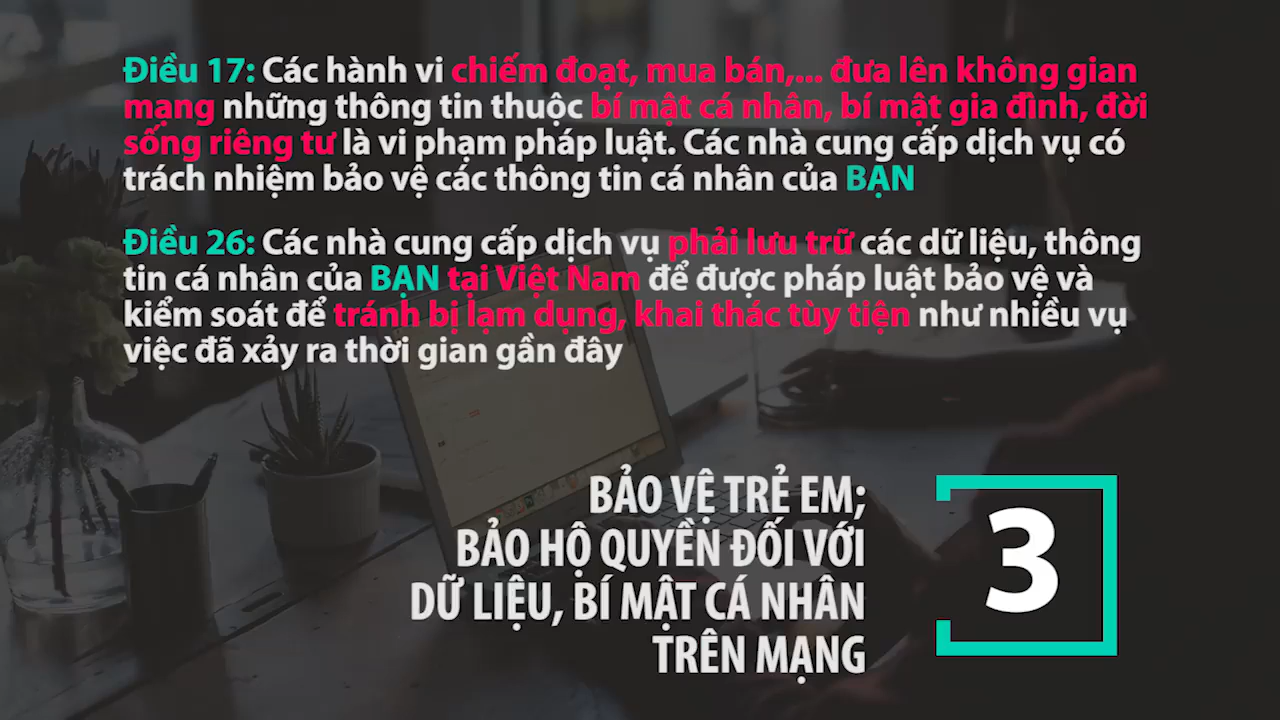 Điều 17: Các hành vi chiếm đoạt, mua bán,... đưa lên không gian
mạng những thông tin thuộc bí mật cá nhân, bí mật gia đình, đời
sống riêng tư là vi phạm pháp luật. Các nhà cung cấp dịch vụ có
trách nhiệm bảo vệ các thông tin cá nhân của BẠN
Điều 26: Các nhà cung cấp dịch vụ phải lưu trữ các dữ liệu, thông
tin cá nhân của BẠN tại Việt Nam để được pháp luật bảo vệ và
kiểm soát để tránh bị lạm dụng, khai thác tùy tiện như nhiều vụ
việc đã xảy ra thời gian gần đây
BẢO VỆ TRẺ EM;
BẢO HỘ QUYỀN ĐỐI VỚI
DỮ LIỆU, BÍ MẬT CÁ NHÂN
TRÊN MẠNG
3